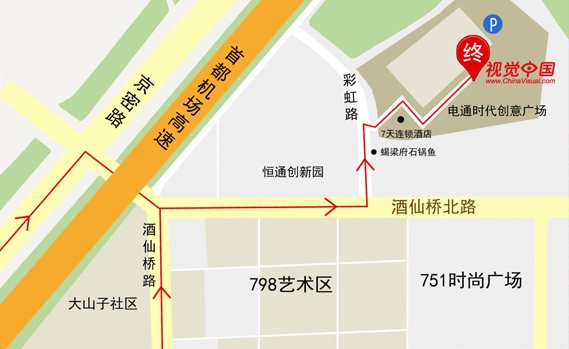 P
终
视觉中国
www.ChinaVisual.com
首都机场高速
京密路
彩虹路
电通时代创意广场
7天连锁酒店
蝎梁府石锅鱼
恒通创新园
酒仙桥北路
酒仙桥路
798艺术区
751时尚广场
大山子社区